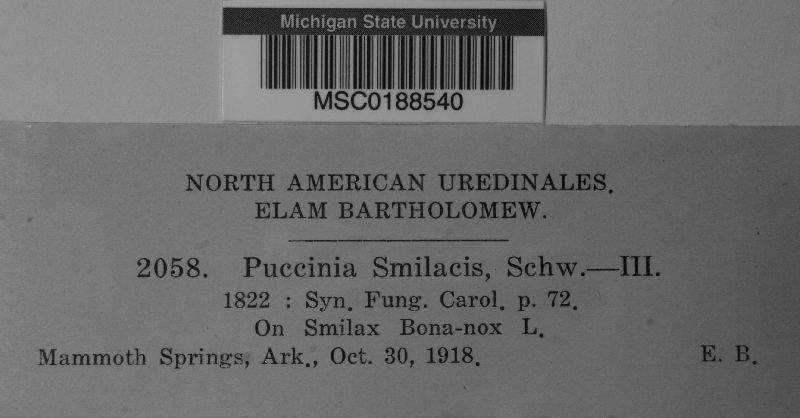 Michigan State University
MSC0188540
NORTH AMERICAN UREDINALES.
ELAM BARTHOLOMEW.
2058. Puccinia Smilacis, Schw.—III.
1822 : Syn. Fung. Carol. p. 72.
On Smilax Bona-nox L.
Mammoth Springs, Ark., Oct. 30, 1918. E. B.